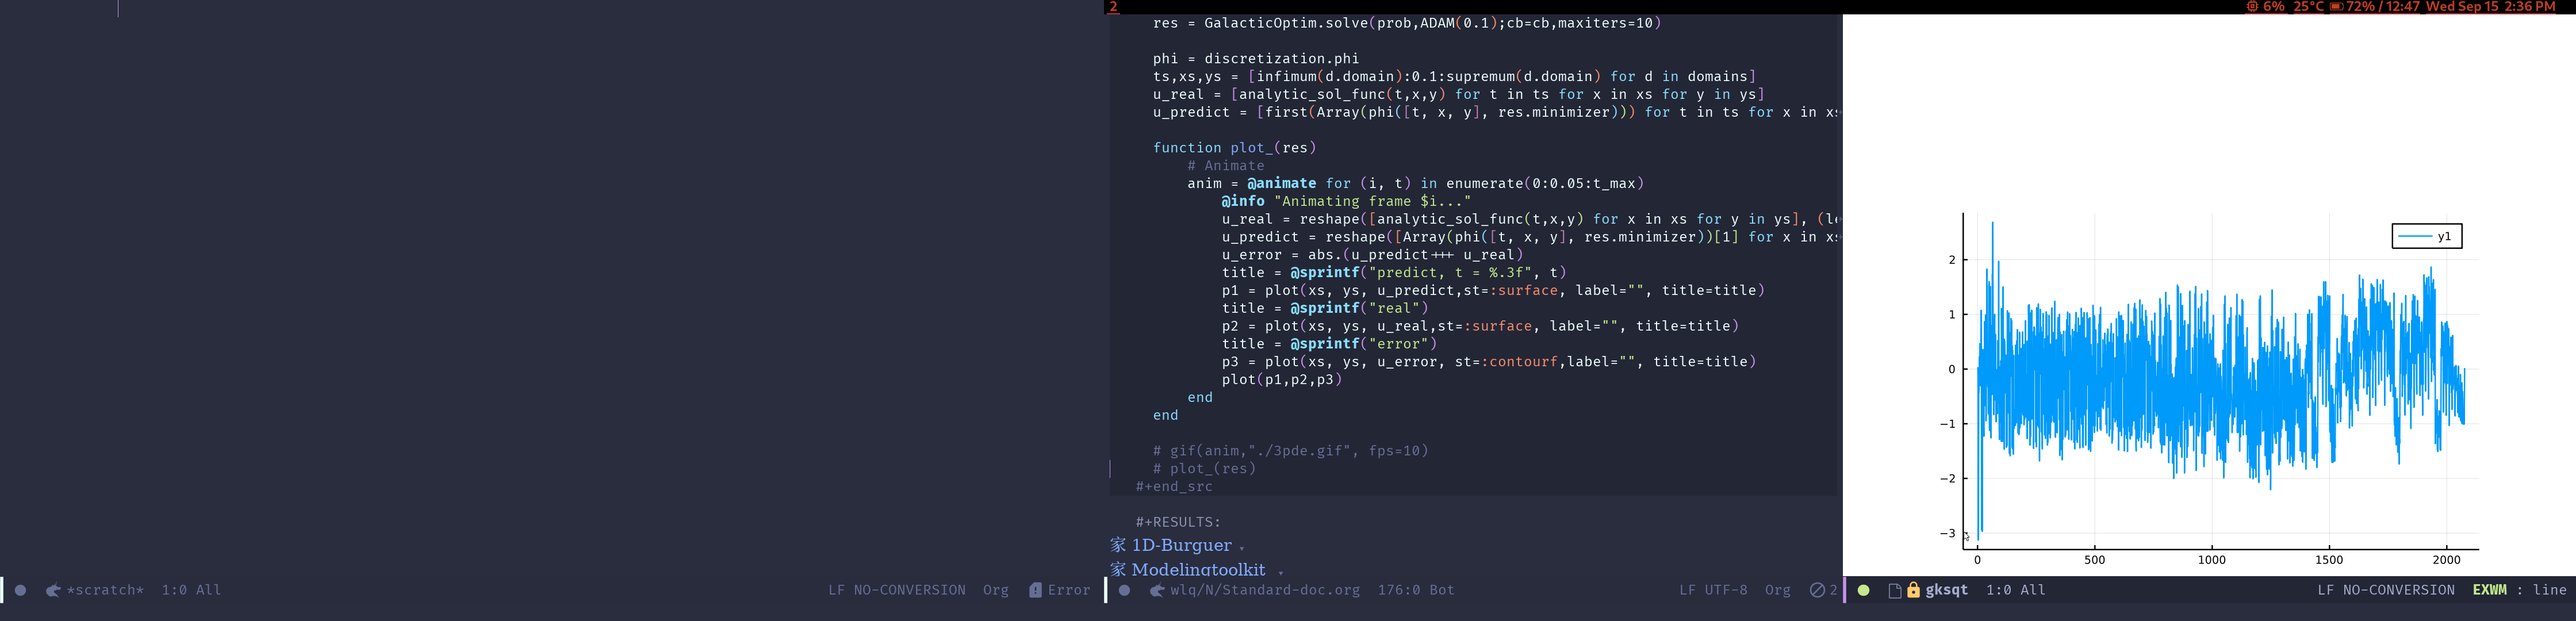 2
6% 25°C 72% / 12:47 Wed Sep 15 2:36 PM
res = GalacticOptim.solve(prob,ADAM(0.1);cb=cb,maxiters=10)
phi = discretization.phi
ts,xs,ys = [infimum(d.domain):0.1:supremum(d.domain) for d in domains]
u_real = [analytic_sol_func(t,x,y) for t in ts for x in xs for y in ys]
u_predict = [first(Array(phi([t, x, y], res.minimizer))) for t in ts for x in xs
function plot_(res)
# Animate
anim = @animate for (i, t) in enumerate(0:0.05:t_max)
@info "Animating frame $i..."
u_real = reshape([analytic_sol_func(t,x,y) for x in xs for y in ys], (le
u_predict = reshape([Array(phi([t, x, y], res.minimizer))[1] for x in xs
u_error = abs.(u_predict +++ u_real)
title = @sprintf("predict, t = %.3f", t)
p1 = plot(xs, ys, u_predict,st=:surface, label="", title=title)
title = @sprintf("real")
p2 = plot(xs, ys, u_real,st=:surface, label="", title=title)
title = @sprintf("error")
p3 = plot(xs, ys, u_error, st=:contourf,label="", title=title)
plot(p1,p2,p3)
end
end
# gif(anim,"./3pde.gif", fps=10)
# plot_(res)
#+end_src
#+RESULTS:
家 1D-Burguer
家 Modelingtoolkit
y1
2
1
0
−1
−2
−3
0 500 1000 1500 2000
*scratch* 1:0 All LF NO-CONVERSION Org Error
wlq/N/Standard-doc.org 176:0 Bot LF UTF-8 Org 2
gksqt 1:0 All LF NO-CONVERSION EXWM : line